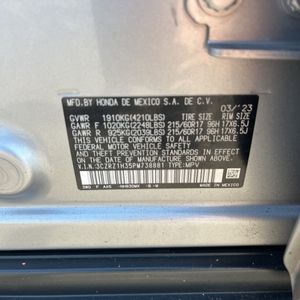 MFD.BY HONDA DE MEXICO S.A. DE C.V.
03/'23
GVWR 1910KG(4210LBS) TIRE SIZE RIM SIZE
GAWR F 1020KG(2248LBS) 215/60R17 96H 17X6.5J
GAWR R 925KG(2039LBS) 215/60R17 96H 17X6.5J
THIS VEHICLE CONFORMS TO ALL APPLICABLE
FEDERAL MOTOR VEHICLE
SAFETY AND THEFT PREVENTION STANDARDS IN EFFECT
ON THE DATE OF MANUFACTURE SHOWN ABOVE.
V.I.N.:3CZRZ1H35PM738881 TYPE:MPV
MADE IN MEXICO